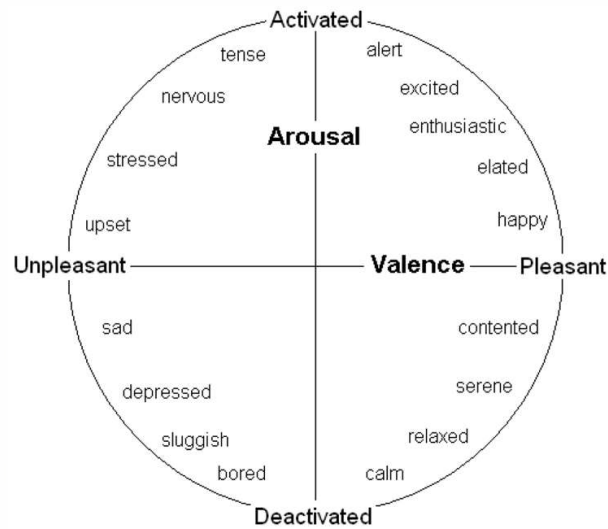 Activated
tense
alert
nervous
excited
enthusiastic
Arousal
stressed
elated
upset
happy
Unpleasant
Valence
Pleasant
sad
contented
depressed
serene
sluggish
relaxed
bored
calm
Deactivated